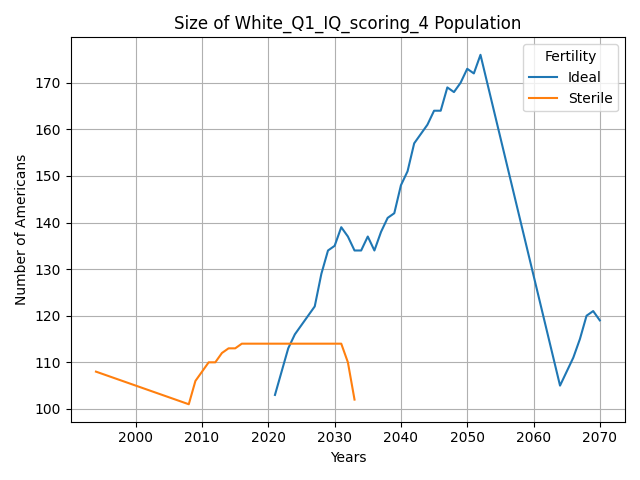 Size of White_Q1_IQ_scoring_4 Population
Fertility
Ideal
Sterile
Number of Americans
170
160
150
140
130
120
110
100
2000
2010
2020
2030
2040
2050
2060
2070
Years